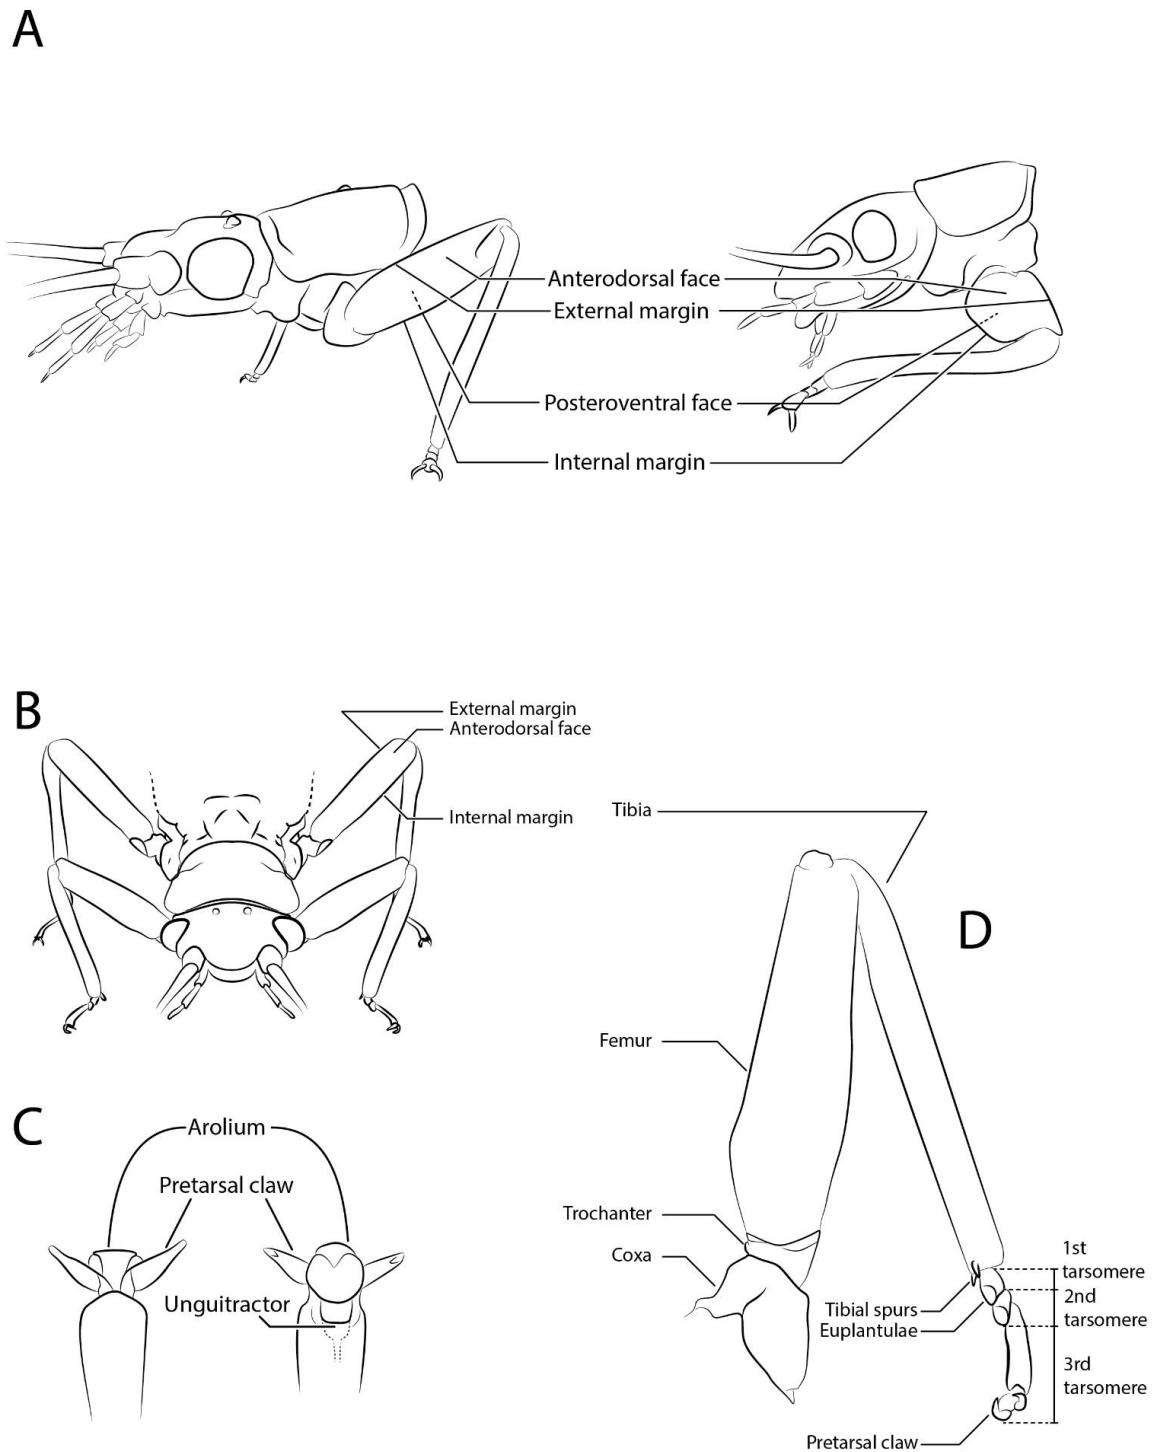 A
Anterodorsal face
External margin
Posteroventral face
Internal margin
B
External margin
Anterodorsal face
Internal margin
Tibia
D
Femur
C
Arolium
Pretarsal claw
Trochanter
Coxa
Unguitractor
1st
tarsomere
2nd
tarsomere
Tibial spurs
Euplantulae
3rd
tarsomere
Pretarsal claw